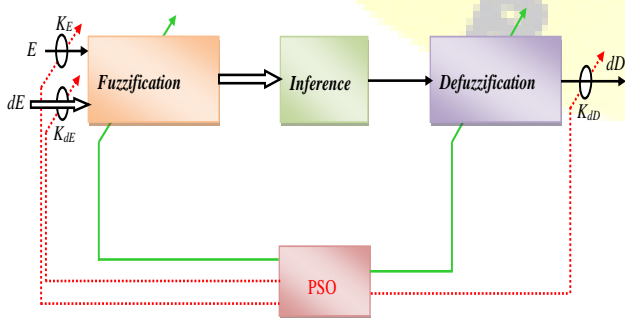 K_E
E
dE
K_dE
Fuzzification
Inference
Defuzzification
dD
K_dD
PSO